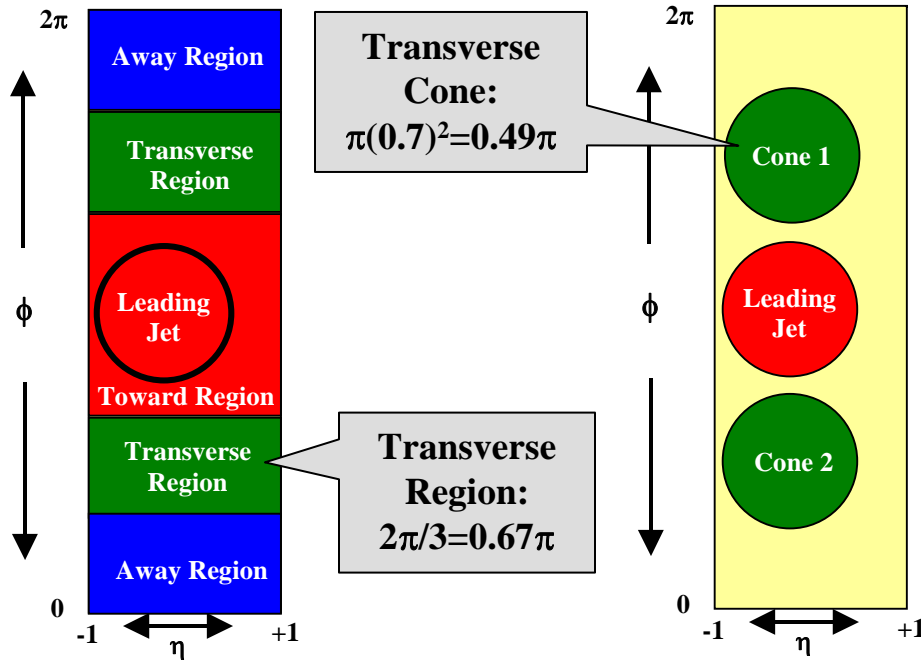 2π
Away Region
Transverse
Region
Leading
Jet
Toward Region
Transverse
Region
Away Region
0
ϕ
-1
+1
η
Transverse
Cone:
π(0.7)²=0.49π
Transverse
Region:
2π/3=0.67π
2π
Cone 1
Leading
Jet
Cone 2
ϕ
0
-1
+1
η